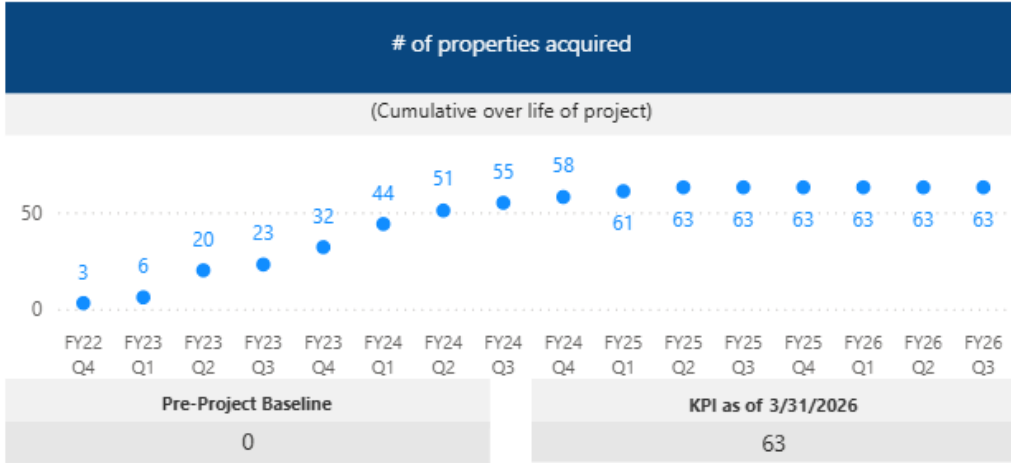 # of properties acquired
(Cumulative over life of project)
58
55
51
44
50
32
61 63 63 63 63 63 63
23
20
6
3
0
FY22 FY23 FY23 FY23 FY23 FY24 FY24 FY24 FY24 FY25 FY25 FY25 FY25 FY26 FY26 FY26
Q4 Q1 Q2 Q3 Q4 Q1 Q2 Q3 Q4 Q1 Q2 Q3 Q4 Q1 Q2 Q3
Pre-Project Baseline KPI as of 3/31/2026
0 63